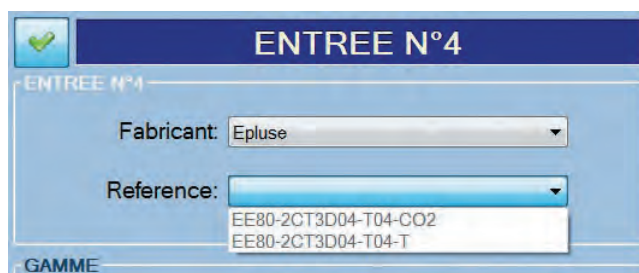 ENTREE N°4
ENTREE N°4
Fabricant: Epluse
Reference:
EE80-2CT3D04-T04-CO2
EE80-2CT3D04-T04-T
GAMME